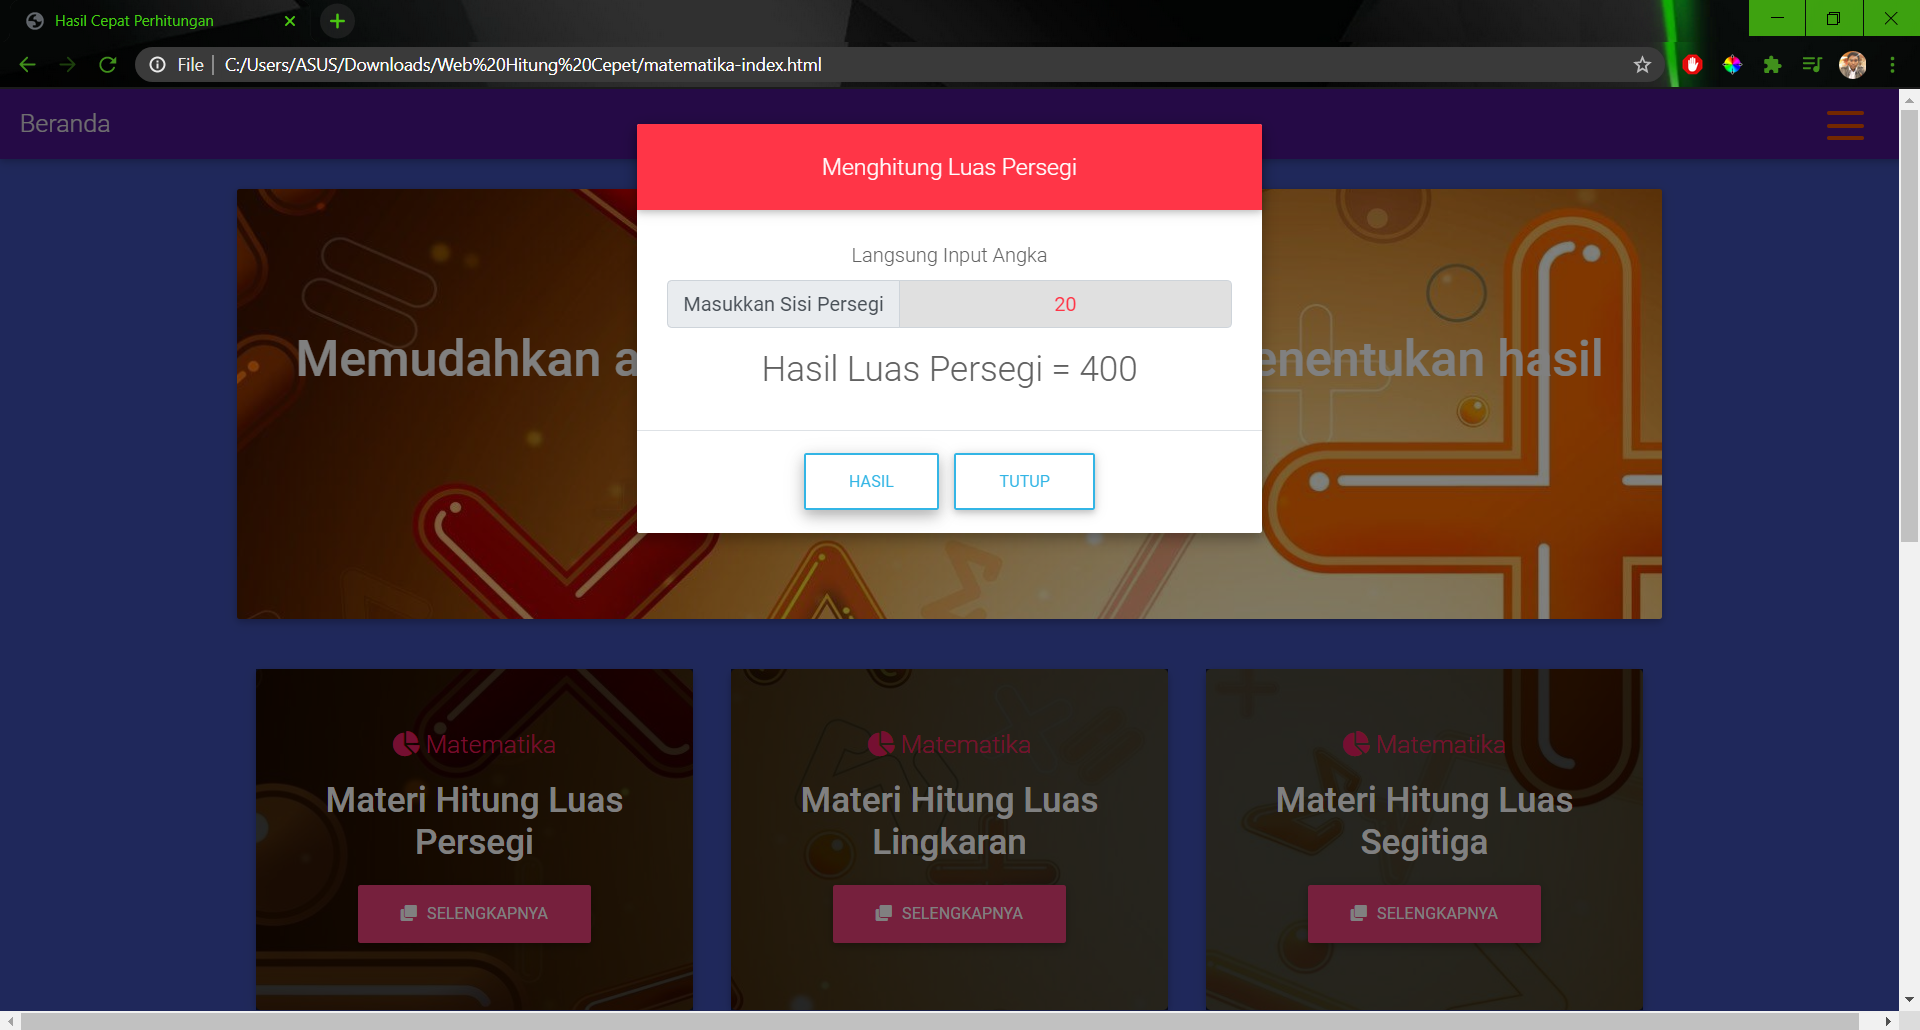 Hasil Cepat Perhitungan
File
C:/Users/ASUS/Downloads/Web%20Hitung%20Cepet/matematika-index.html
Beranda
Menghitung Luas Persegi
Langsung Input Angka
Masukkan Sisi Persegi 20
Hasil Luas Persegi = 400
HASIL TUTUP
Memudahkan a
enentukan hasil
Matematika
Materi Hitung Luas
Persegi
SELENGKAPNYA
Matematika
Materi Hitung Luas
Lingkaran
SELENGKAPNYA
Matematika
Materi Hitung Luas
Segitiga
SELENGKAPNYA